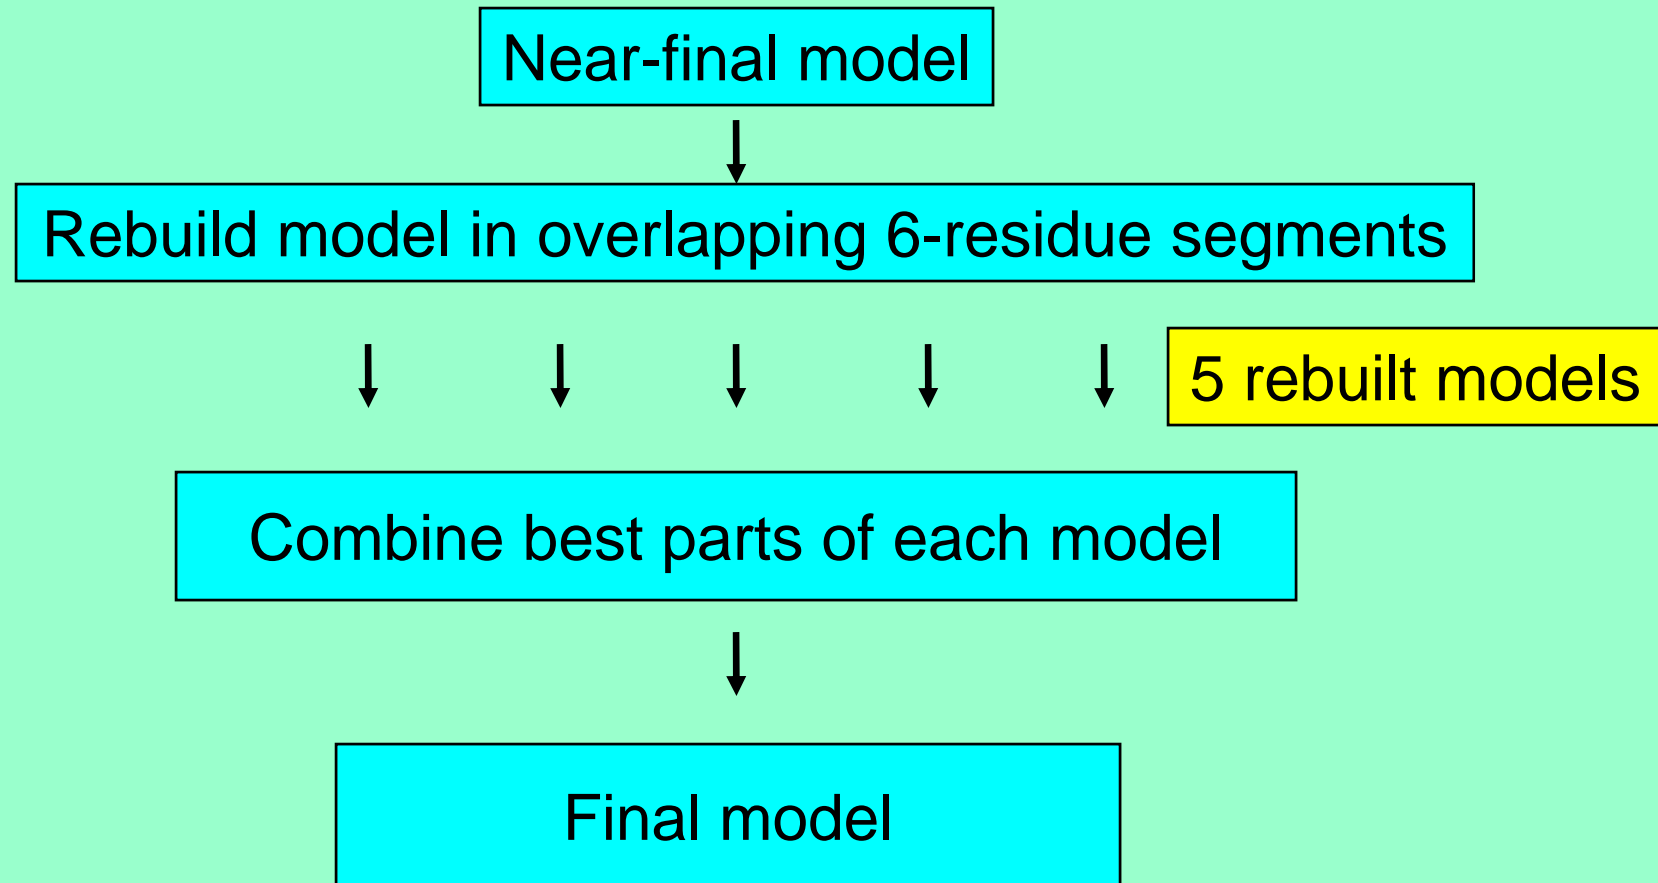 Near-final model
Rebuild model in overlapping 6-residue segments
5 rebuilt models
Combine best parts of each model
Final model